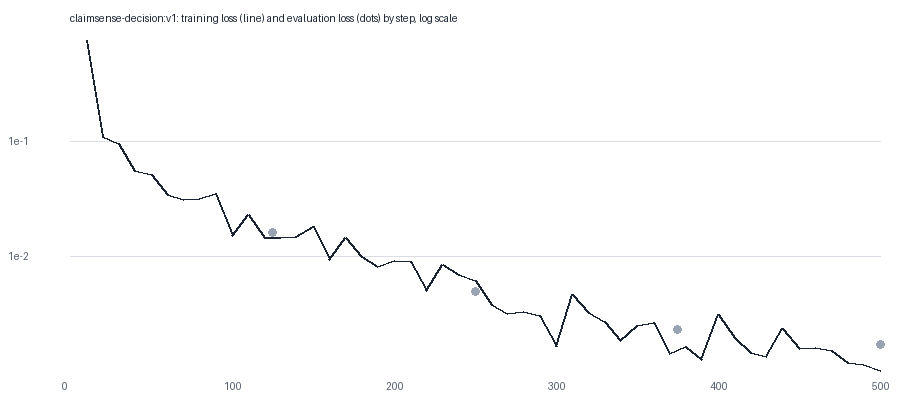 claimsense-decision:v1: training loss (line) and evaluation loss (dots) by step, log scale
1e-1
1e-2
0 100 200 300 400 500